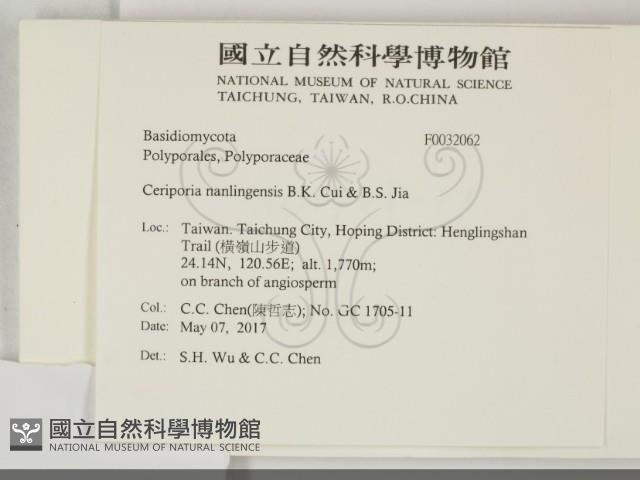 國立自然科學博物館
NATIONAL MUSEUM OF NATURAL SCIENCE
TAICHUNG, TAIWAN, R.O.CHINA
Basidiomycota F0032062
Polyporales, Polyporaceae
Ceriporia nanlingensis B.K. Cui & B.S. Jia
Loc.: Taiwan. Taichung City, Hoping District: Henglingshan
Trail (橫嶺山步道)
24.14N, 120.56E; alt. 1,770m;
on branch of angiosperm
Col.: C.C. Chen(陳哲志); No. GC 1705-11
Date: May 07, 2017
Det.: S.H. Wu & C.C. Chen
國立自然科學博物館
NATIONAL MUSEUM OF NATURAL SCIENCE